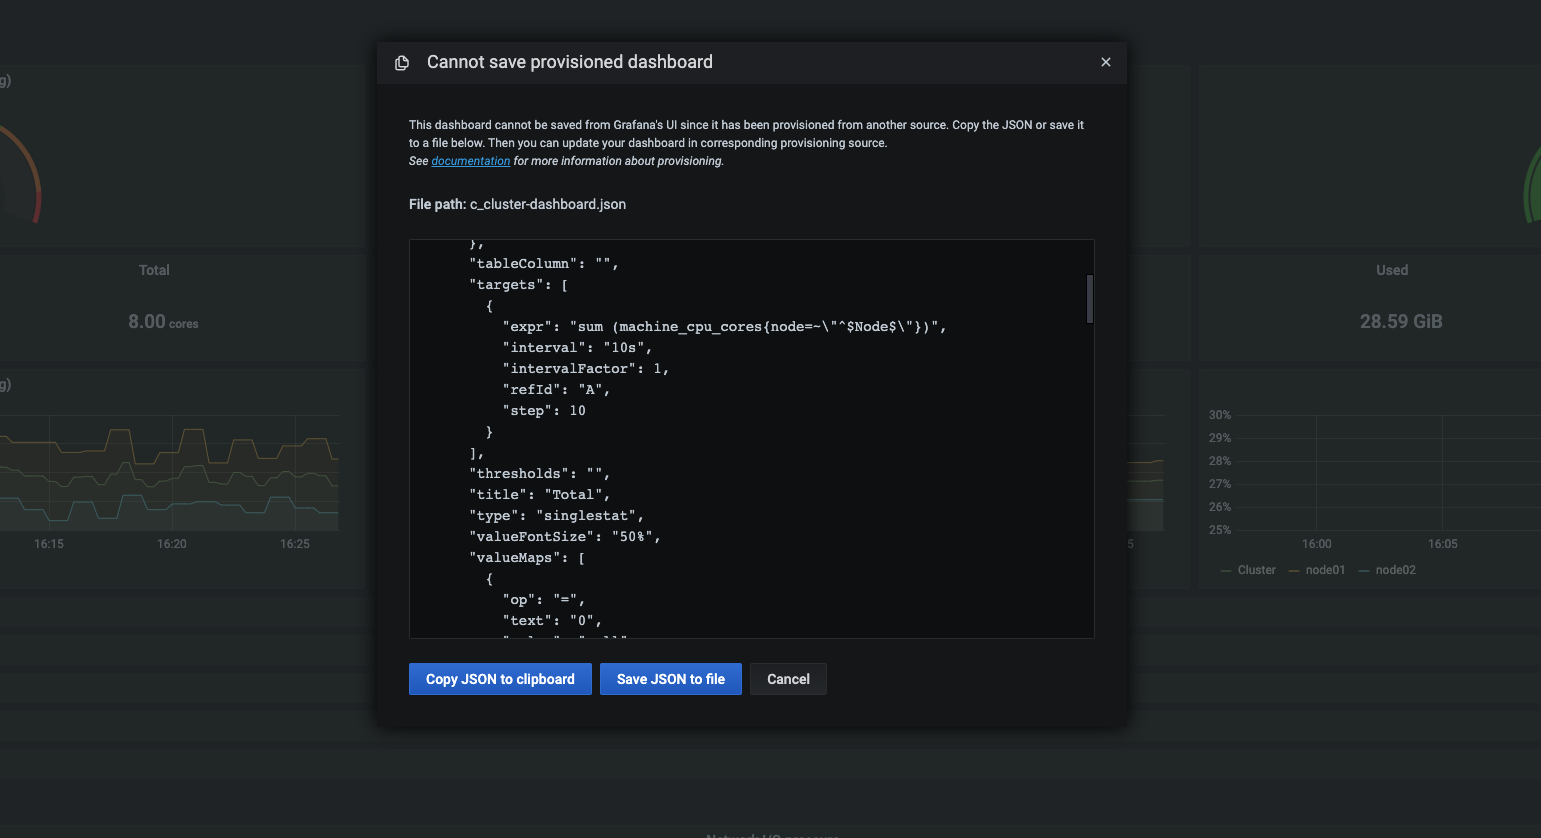 Cannot save provisioned dashboard
This dashboard cannot be saved from Grafana's UI since it has been provisioned from another source. Copy the JSON or save it
to a file below. Then you can update your dashboard in corresponding provisioning source.
See documentation for more information about provisioning.
File path: c_cluster-dashboard.json
},
"tableColumn": "",
"targets": [
{
"expr": "sum (machine_cpu_cores{node=~\"^$Node$\"})",
"interval": "10s",
"intervalFactor": 1,
"refId": "A",
"step": 10
}
],
"thresholds": "",
"title": "Total",
"type": "singlestat",
"valueFontSize": "50%",
"valueMaps": [
{
"op": "=",
"text": "0",
Copy JSON to clipboard
Save JSON to file
Cancel
g)
Total
8.00 cores
g)
16:15
16:20
16:25
Used
28.59 GiB
30%
29%
28%
27%
26%
25%
5
16:00
16:05
Cluster
node01
node02